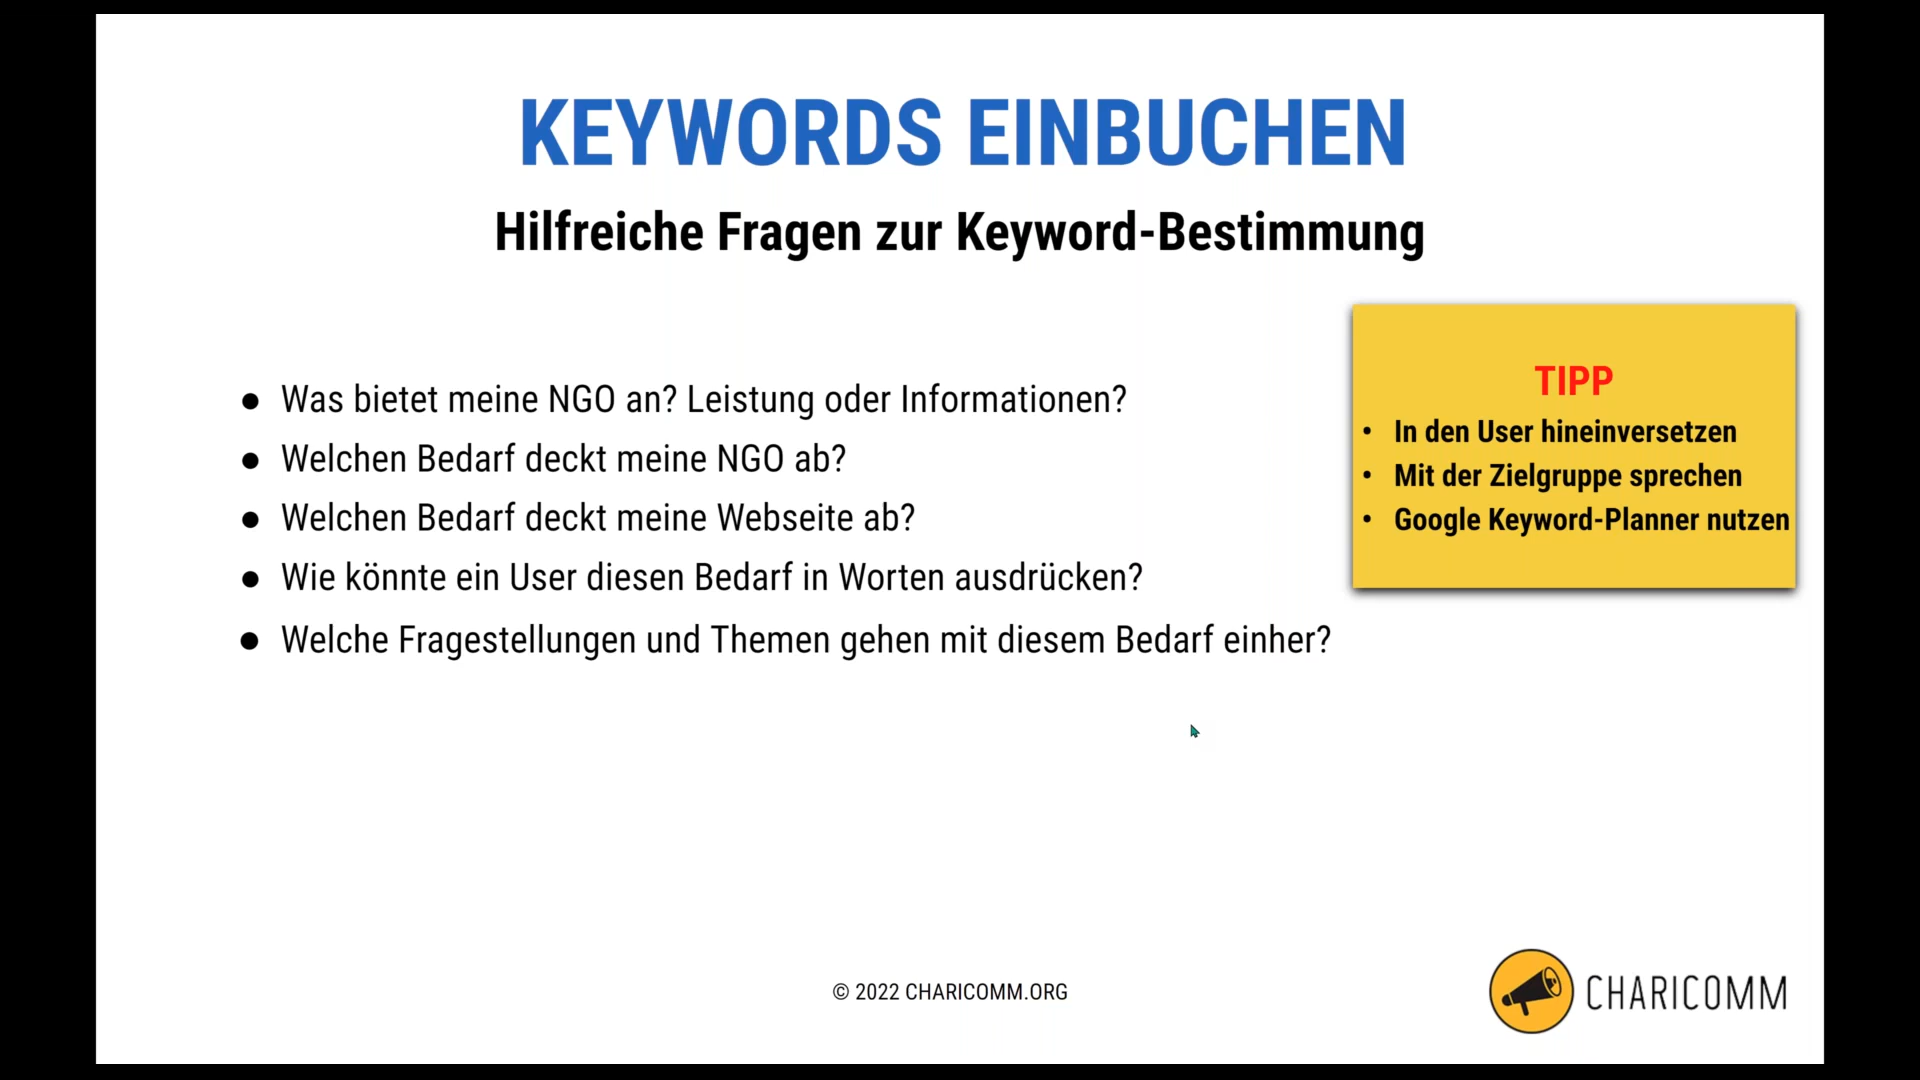 KEYWORDS EINBUCHEN
Hilfreiche Fragen zur Keyword-Bestimmung
● Was bietet meine NGO an? Leistung oder Informationen?
● Welchen Bedarf deckt meine NGO ab?
● Welchen Bedarf deckt meine Webseite ab?
● Wie könnte ein User diesen Bedarf in Worten ausdrücken?
● Welche Fragestellungen und Themen gehen mit diesem Bedarf einher?
TIPP
• In den User hineinversetzen
• Mit der Zielgruppe sprechen
• Google Keyword-Planner nutzen
© 2022 CHARICOMM.ORG
CHARICOMM